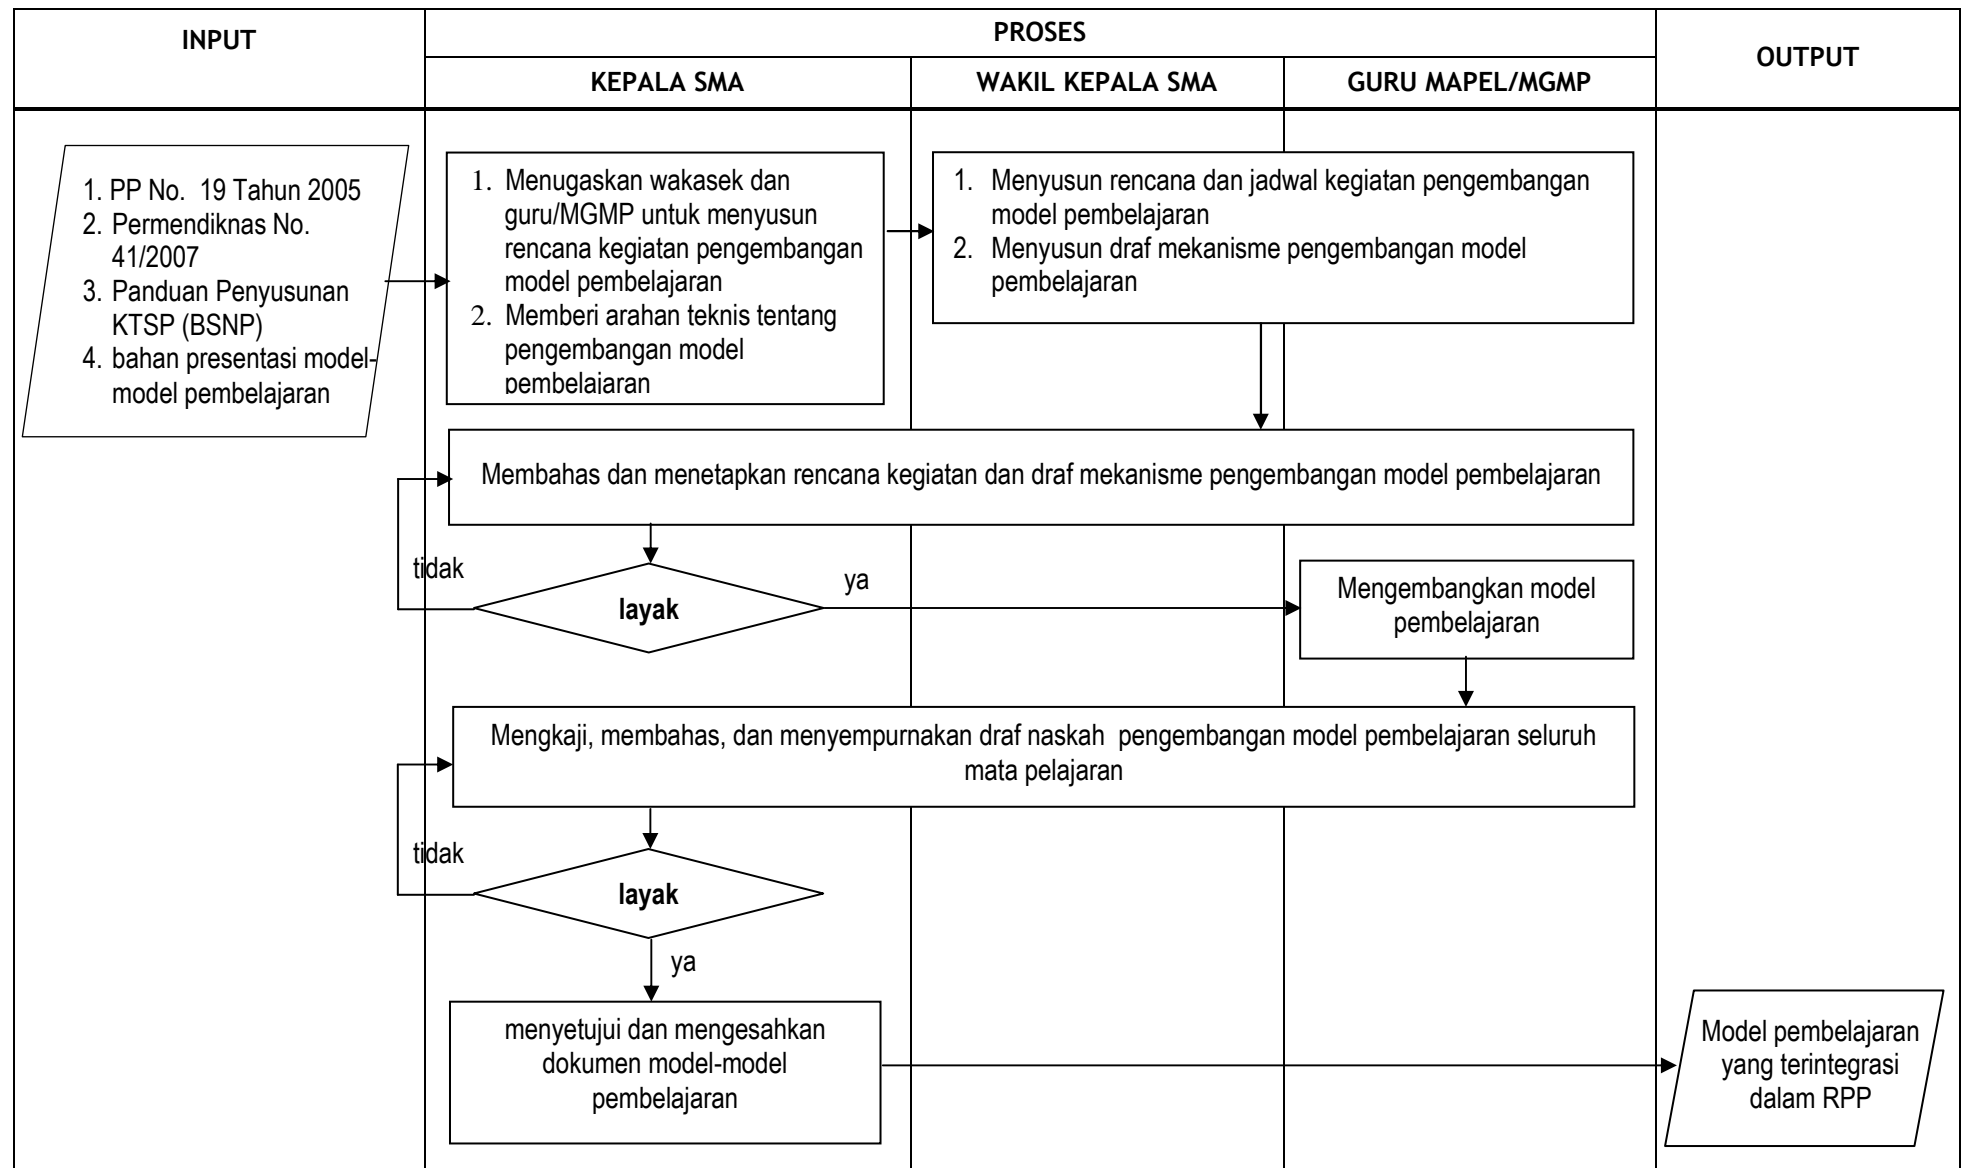 INPUT
PROSES
OUTPUT
KEPALA SMA
WAKIL KEPALA SMA
GURU MAPEL/MGMP
1. PP No. 19 Tahun 2005
2. Permendiknas No.
41/2007
3. Panduan Penyusunan
KTSP (BSNP)
4. bahan presentasi model-
model pembelajaran
1. Menugaskan wakasek dan
guru/MGMP untuk menyusun
rencana kegiatan pengembangan
model pembelajaran
2. Memberi arahan teknis tentang
pengembangan model
pembelajaran
1. Menyusun rencana dan jadwal kegiatan pengembangan
model pembelajaran
2. Menyusun draf mekanisme pengembangan model
pembelajaran
Membahas dan menetapkan rencana kegiatan dan draf mekanisme pengembangan model pembelajaran
tidak
layak
ya
Mengembangkan model
pembelajaran
Mengkaji, membahas, dan menyempurnakan draf naskah pengembangan model pembelajaran seluruh
mata pelajaran
tidak
layak
ya
menyetujui dan mengesahkan
dokumen model-model
pembelajaran
Model pembelajaran
yang terintegrasi
dalam RPP